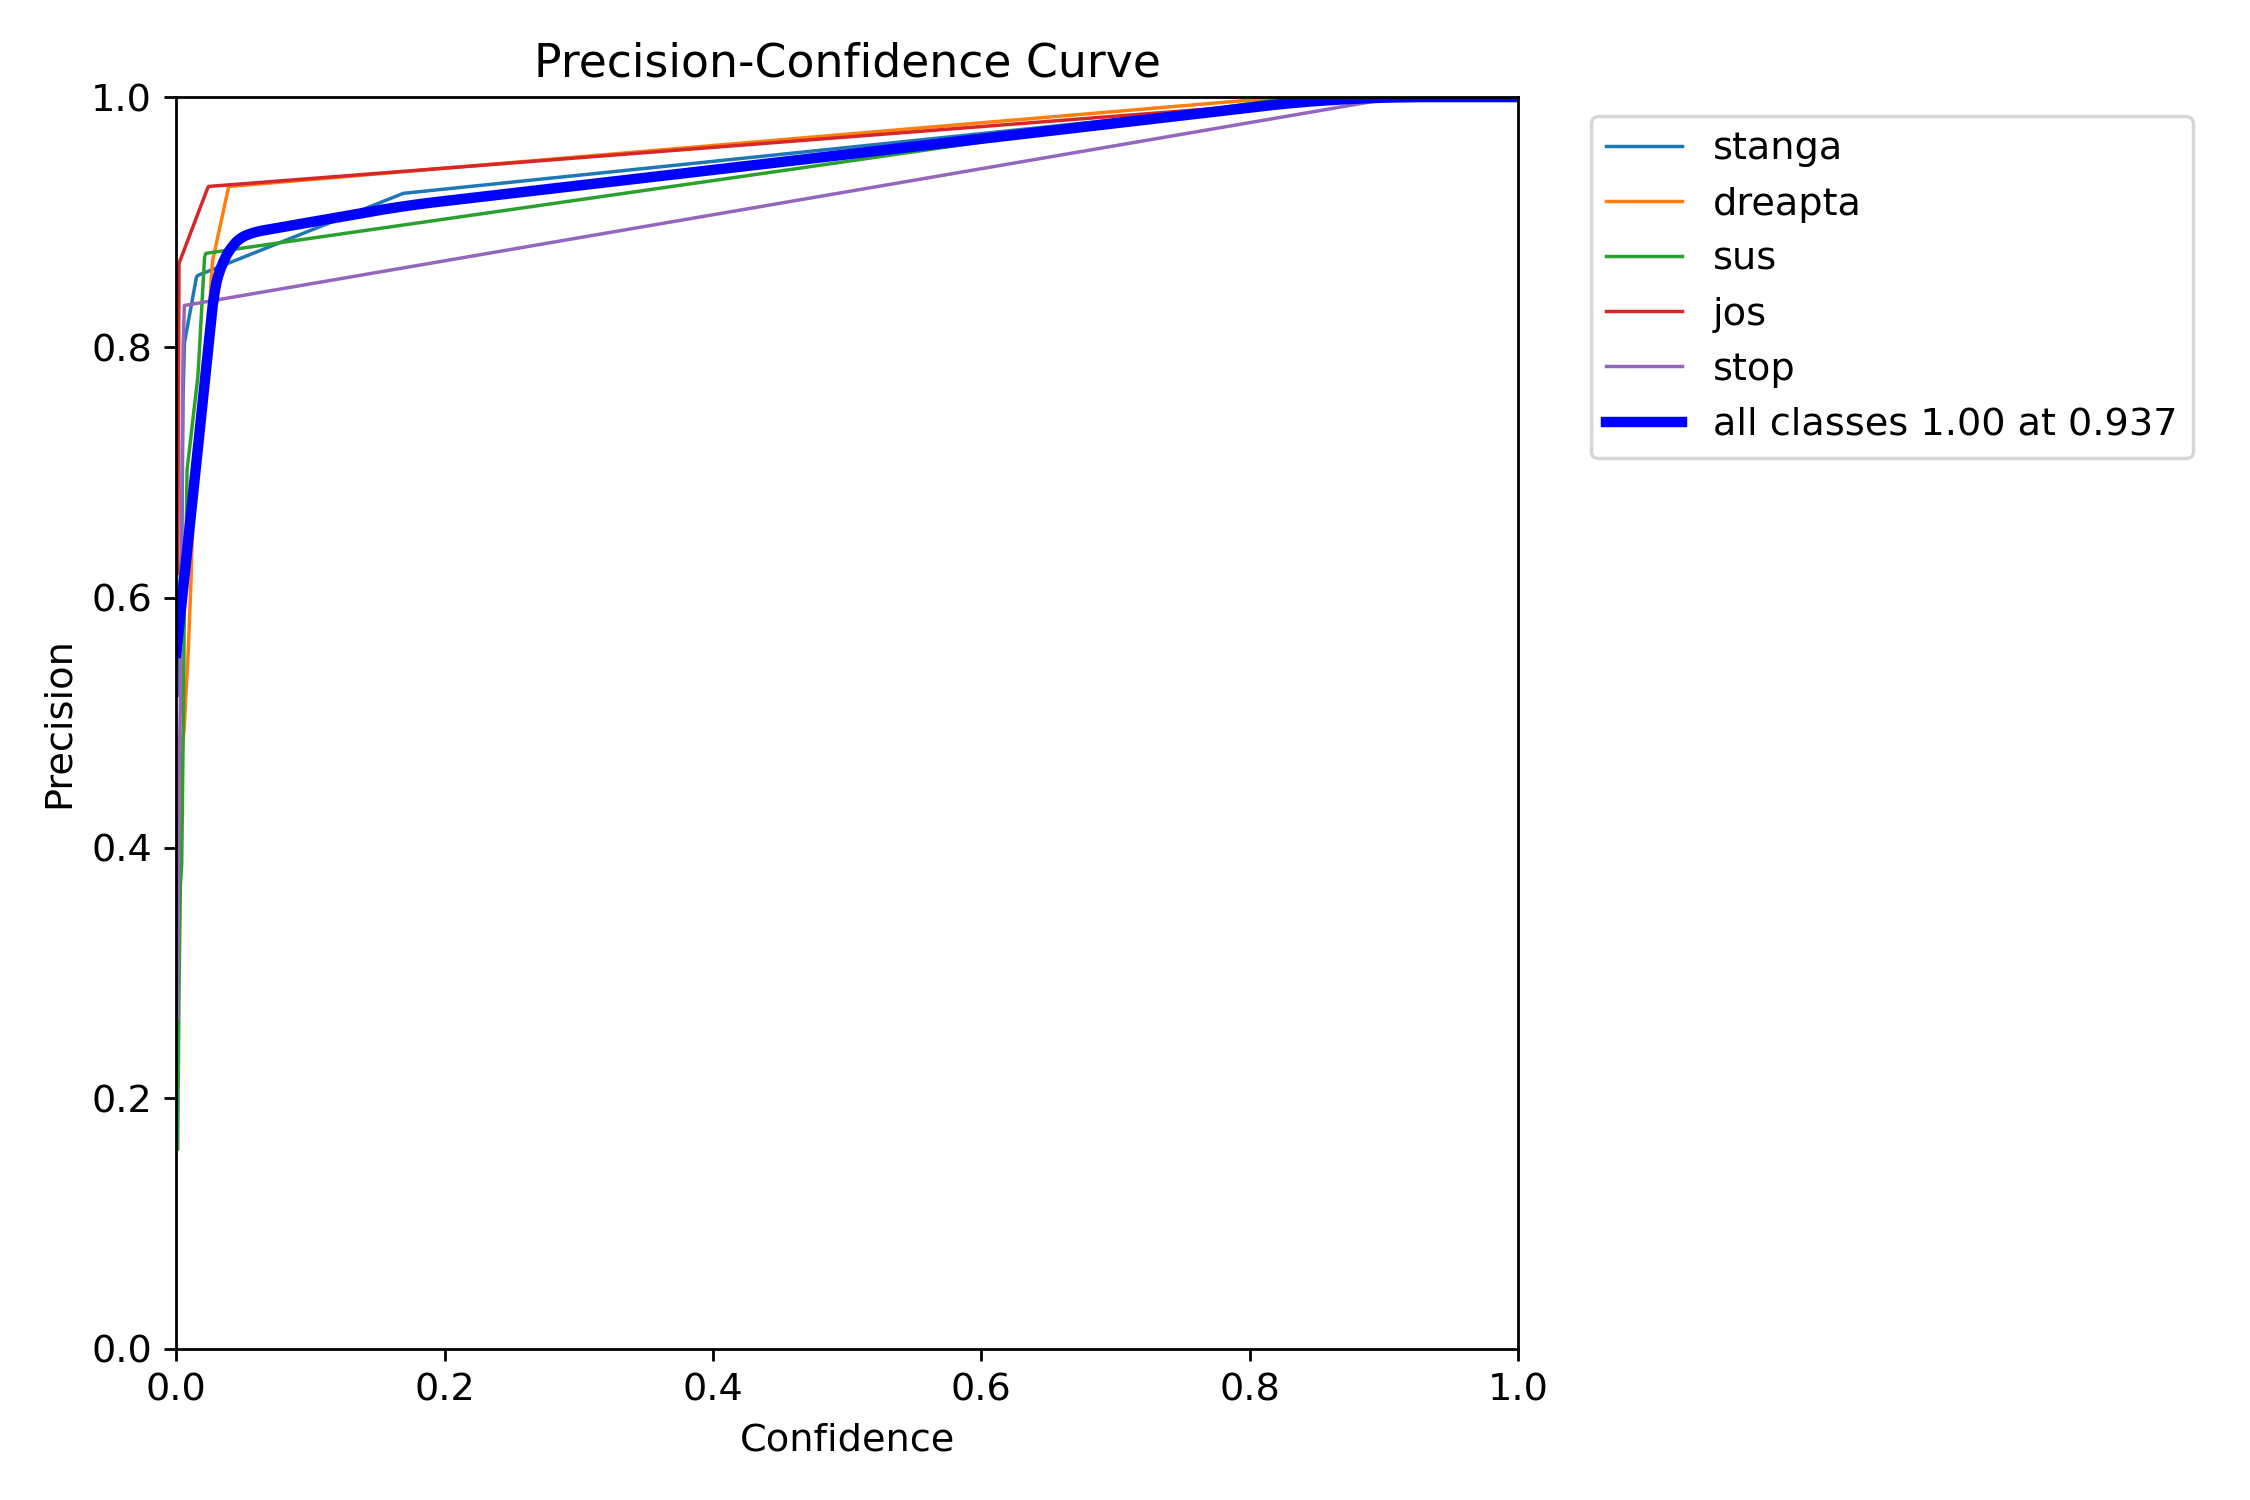 Precision-Confidence Curve
1.0
0.8
0.6
0.4
0.2
0.0
Precision
0.0 0.2 0.4 0.6 0.8 1.0
Confidence
stanga
dreapta
sus
jos
stop
all classes 1.00 at 0.937